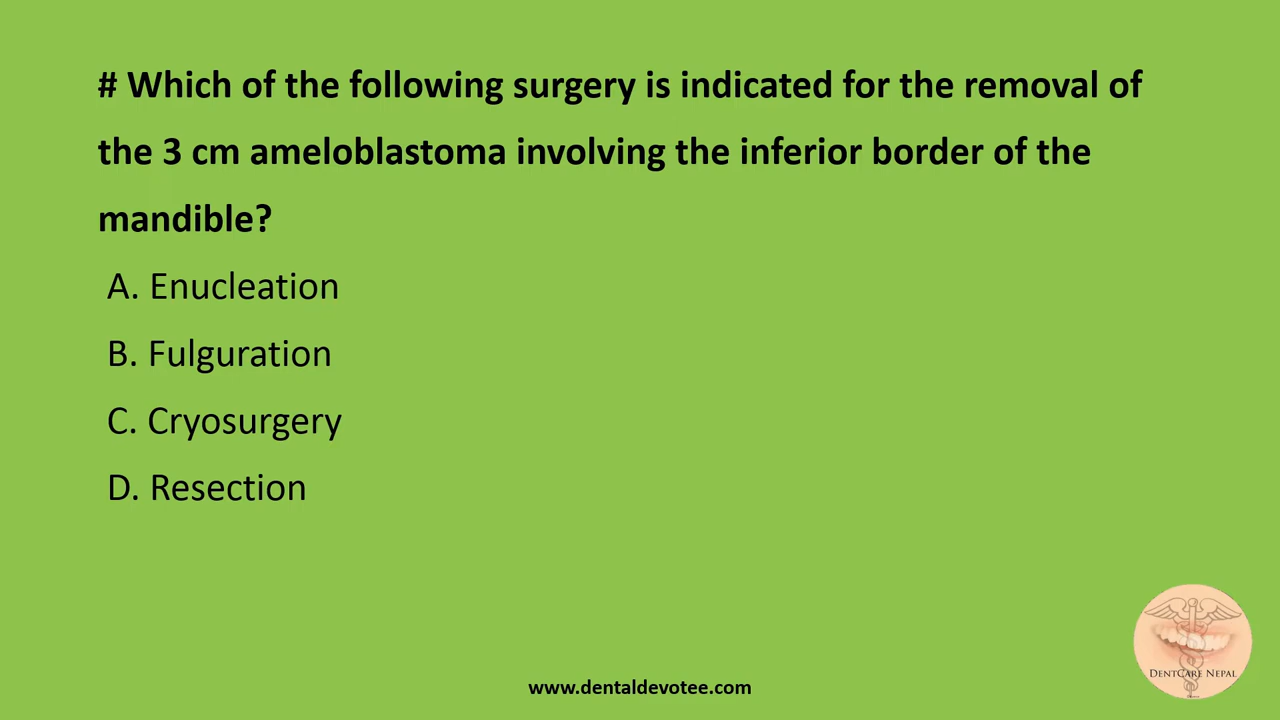 # Which of the following surgery is indicated for the removal of
the 3 cm ameloblastoma involving the inferior border of the
mandible?
A. Enucleation
B. Fulguration
C. Cryosurgery
D. Resection
DENTCARE NEPAL
www.dentaldevotee.com